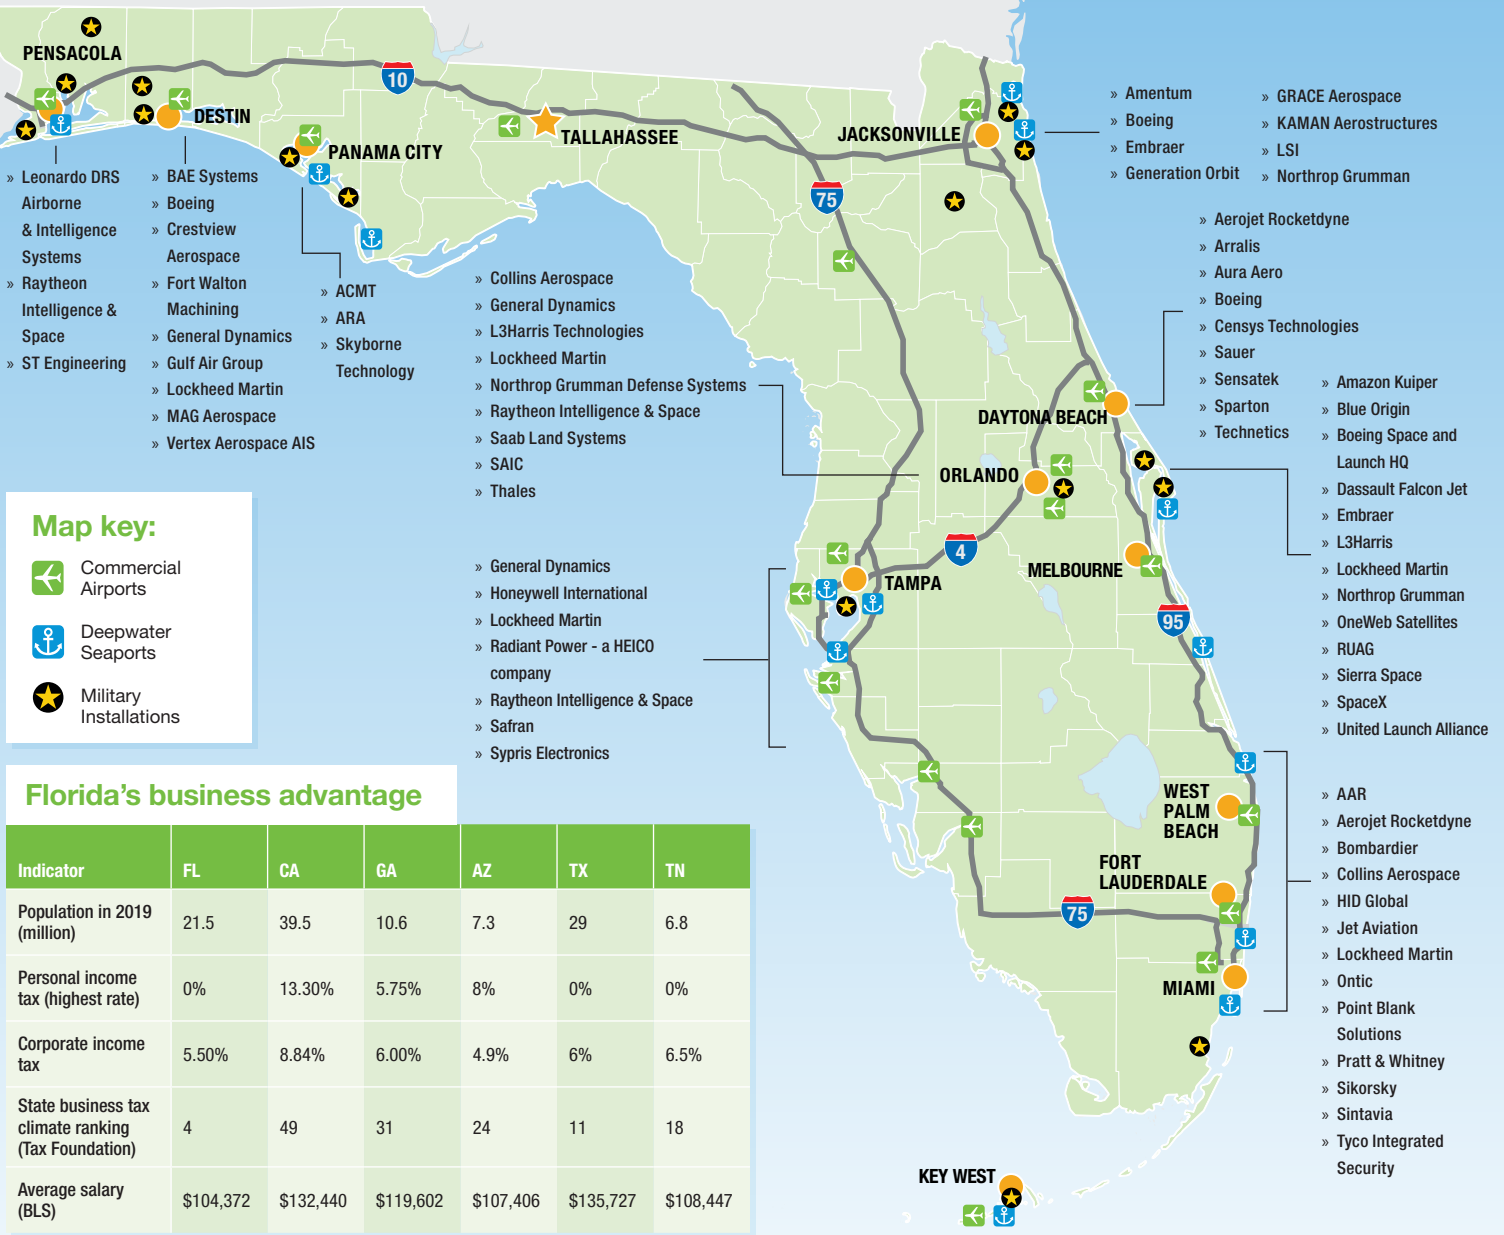 PENSACOLA
10
DESTIN
TALLAHASSEE
PANAMA CITY
JACKSONVILLE
75
» Leonardo DRS
Airborne
& Intelligence
Systems
» Raytheon
Intelligence &
Space
» ST Engineering
» BAE Systems
» Boeing
» Crestview
Aerospace
» Fort Walton
Machining
» General Dynamics
» Gulf Air Group
» Lockheed Martin
» MAG Aerospace
» Vertex Aerospace AIS
» ACMT
» ARA
» Skyborne
Technology
» Collins Aerospace
» General Dynamics
» L3Harris Technologies
» Lockheed Martin
» Northrop Grumman Defense Systems
» Raytheon Intelligence & Space
» Saab Land Systems
» SAIC
» Thales
» Amentum
» Boeing
» Embraer
» Generation Orbit
» GRACE Aerospace
» KAMAN Aerostructures
» LSI
» Northrop Grumman
» Aerojet Rocketdyne
» Arralis
» Aura Aero
» Boeing
» Censys Technologies
» Sauer
» Sensatek
» Sparton
» Technetics
DAYTONA BEACH
ORLANDO
» Amazon Kuiper
» Blue Origin
» Boeing Space and
Launch HQ
» Dassault Falcon Jet
» Embraer
» L3Harris
» Lockheed Martin
» Northrop Grumman
» OneWeb Satellites
» RUAG
» Sierra Space
» SpaceX
» United Launch Alliance
Map key:
Commercial
Airports
Deepwater
Seaports
Military
Installations
» General Dynamics
» Honeywell International
» Lockheed Martin
» Radiant Power - a HEICO
company
» Raytheon Intelligence & Space
» Safran
» Sypris Electronics
4
TAMPA
MELBOURNE
95
WEST
PALM
BEACH
FORT
LAUDERDALE
75
MIAMI
KEY WEST
» AAR
» Aerojet Rocketdyne
» Bombardier
» Collins Aerospace
» HID Global
» Jet Aviation
» Lockheed Martin
» Ontic
» Point Blank
Solutions
» Pratt & Whitney
» Sikorsky
» Sintavia
» Tyco Integrated
Security
Florida's business advantage
Indicator FL CA GA AZ TX TN
Population in 2019
(million) 21.5 39.5 10.6 7.3 29 6.8
Personal income
tax (highest rate) 0% 13.30% 5.75% 8% 0% 0%
Corporate income
tax 5.50% 8.84% 6.00% 4.9% 6% 6.5%
State business tax
climate ranking 4 49 31 24 11 18
(Tax Foundation)
Average salary
(BLS) $104,372 $132,440 $119,602 $107,406 $135,727 $108,447